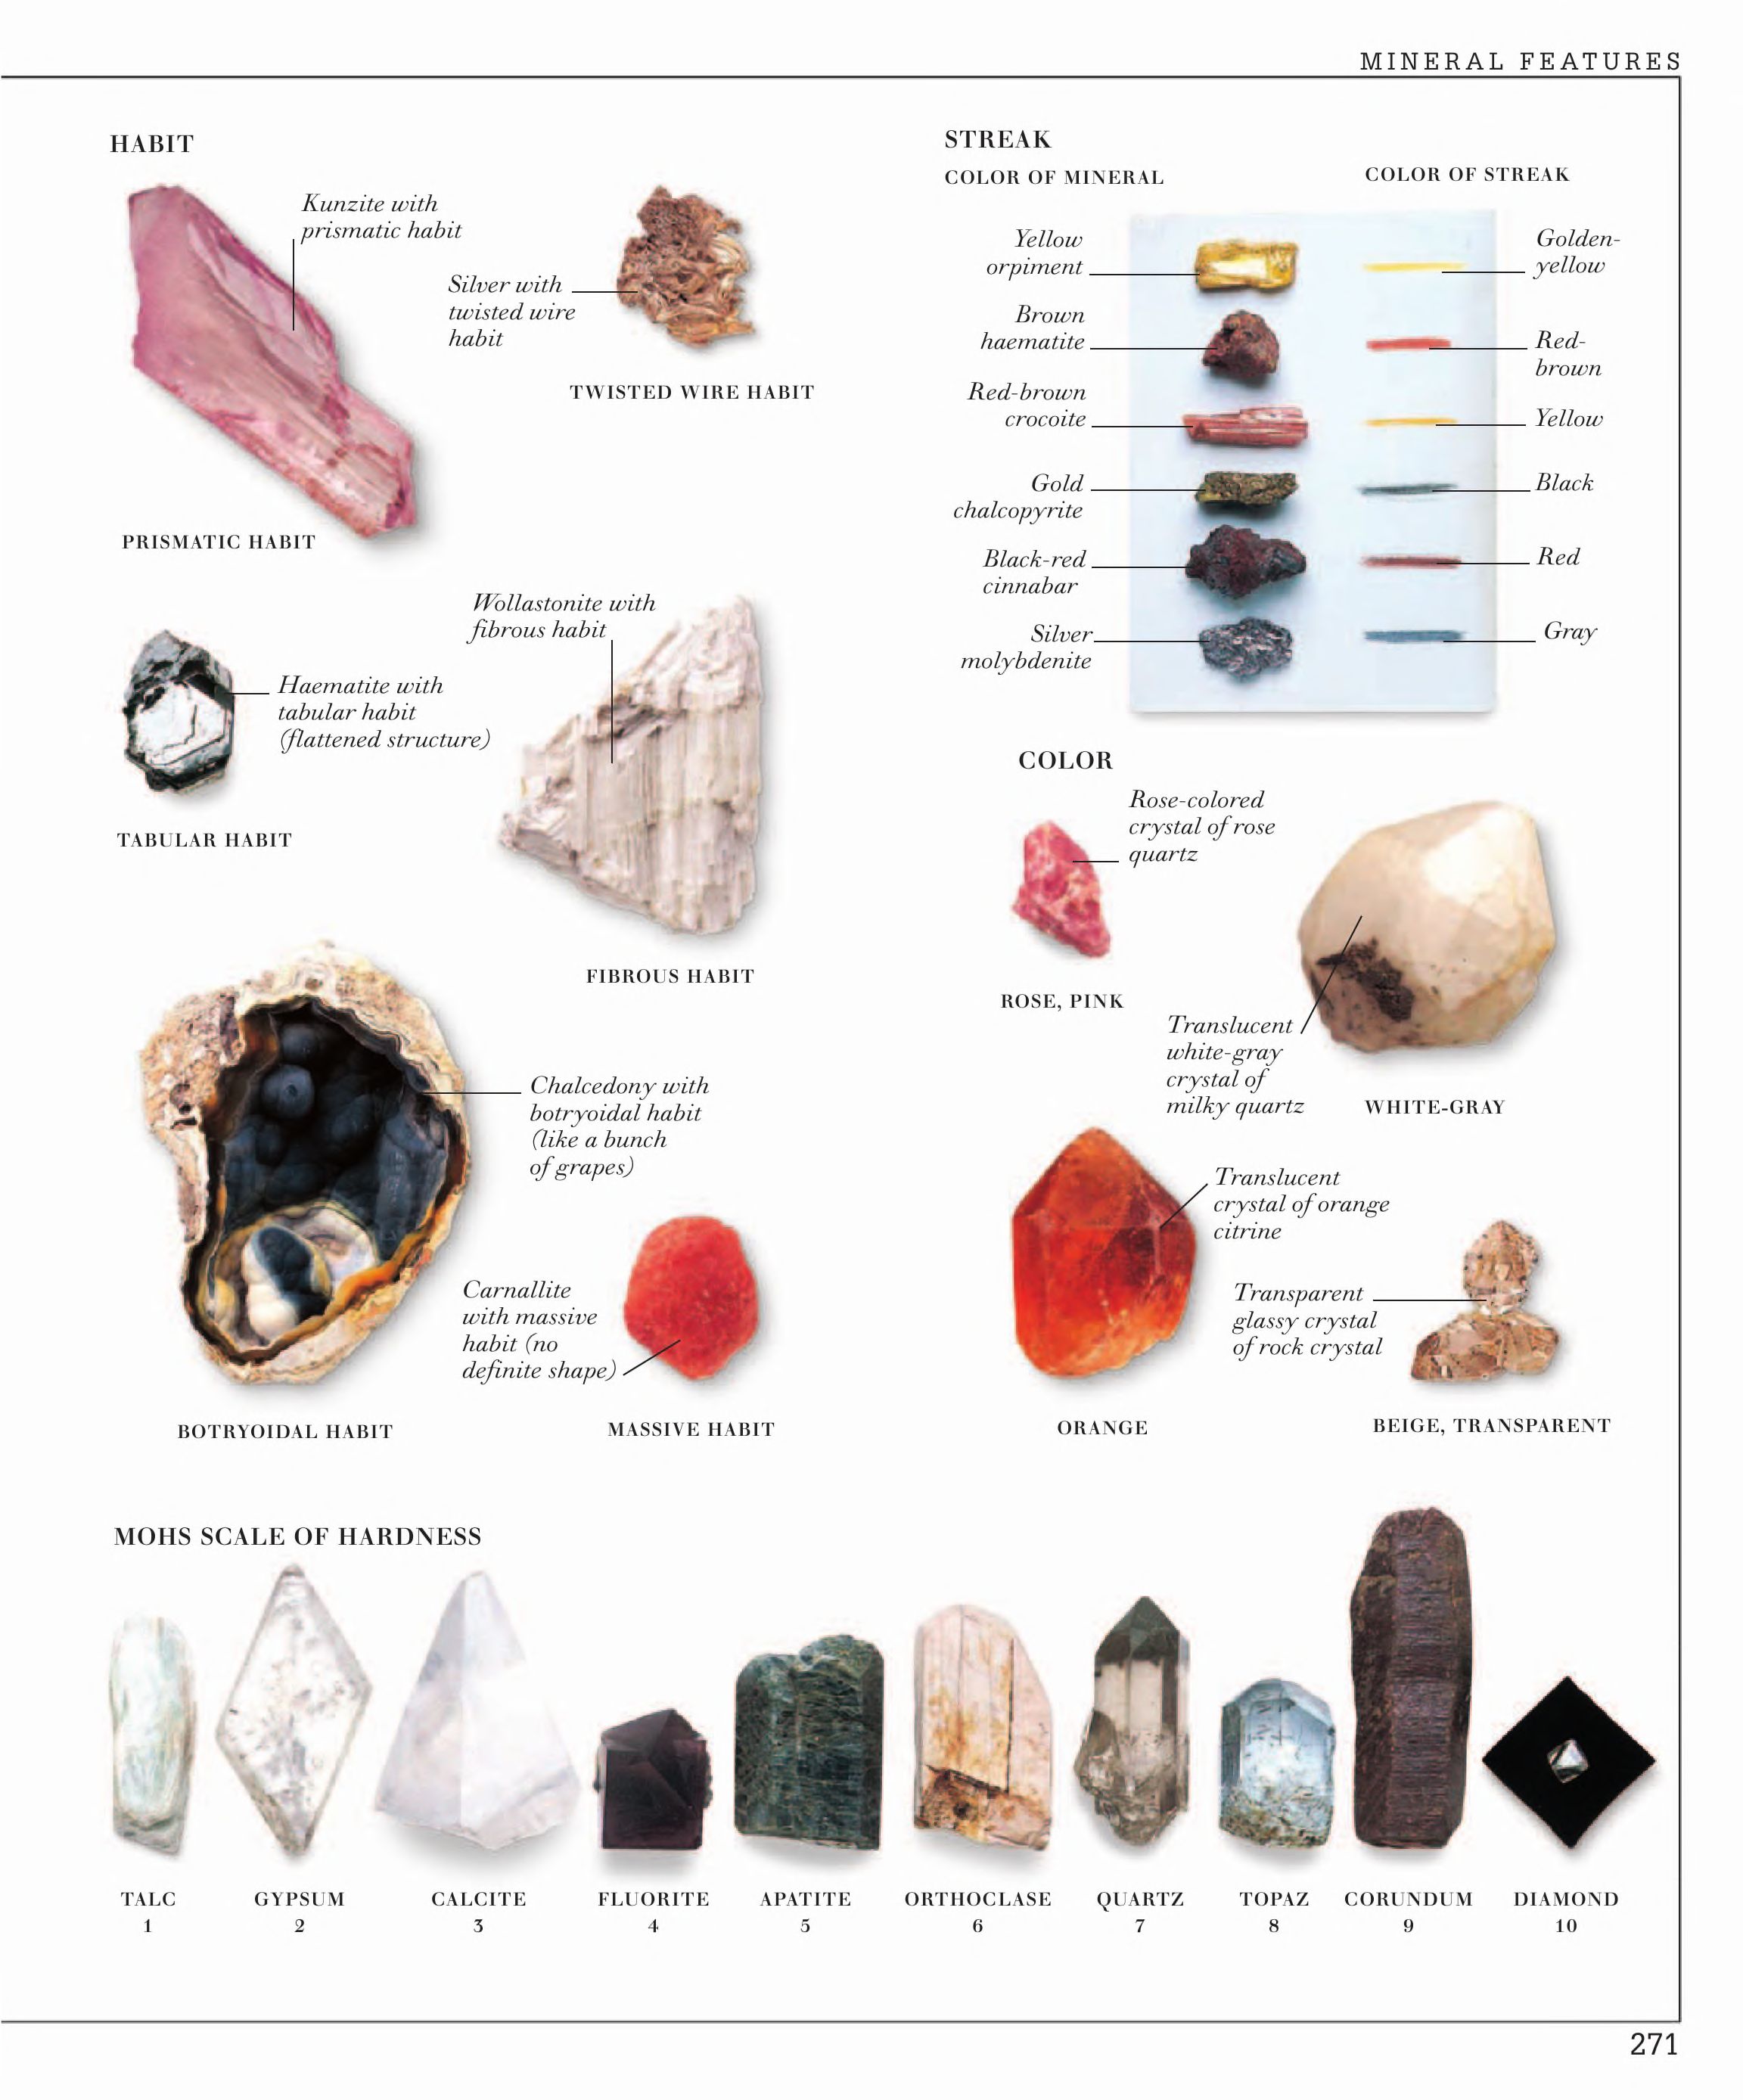 MINERAL FEATURES
HABIT
Kunzite with
prismatic habit
Silver with
twisted wire
habit
TWISTED WIRE HABIT
PRISMATIC HABIT
Wollastonite with
fibrous habit
Haematite with
tabular habit
(flattened structure)
TABULAR HABIT
FIBROUS HABIT
Chalcedony with
botryoidal habit
(like a bunch
of grapes)
Carnallite
with massive
habit (no
definite shape)
BOTRYOIDAL HABIT
MASSIVE HABIT
STREAK
COLOR OF MINERAL
COLOR OF STREAK
Yellow
orpiment
Golden-
yellow
Brown
haematite
Red-
brown
Red-brown
crocoite
Yellow
Gold
chalcopyrite
Black
Black-red
cinnabar
Red
Silver
molybdenite
Gray
COLOR
Rose-colored
crystal of rose
quartz
ROSE, PINK
Translucent
white-gray
crystal of
milky quartz
WHITE-GRAY
Translucent
crystal of orange
citrine
Transparent
glassy crystal
of rock crystal
ORANGE
BEIGE, TRANSPARENT
MOHS SCALE OF HARDNESS
TALC GYPSUM CALCITE FLUORITE APATITE ORTHOCLASE QUARTZ TOPAZ CORUNDUM DIAMOND
1 2 3 4 5 6 7 8 9 10
271